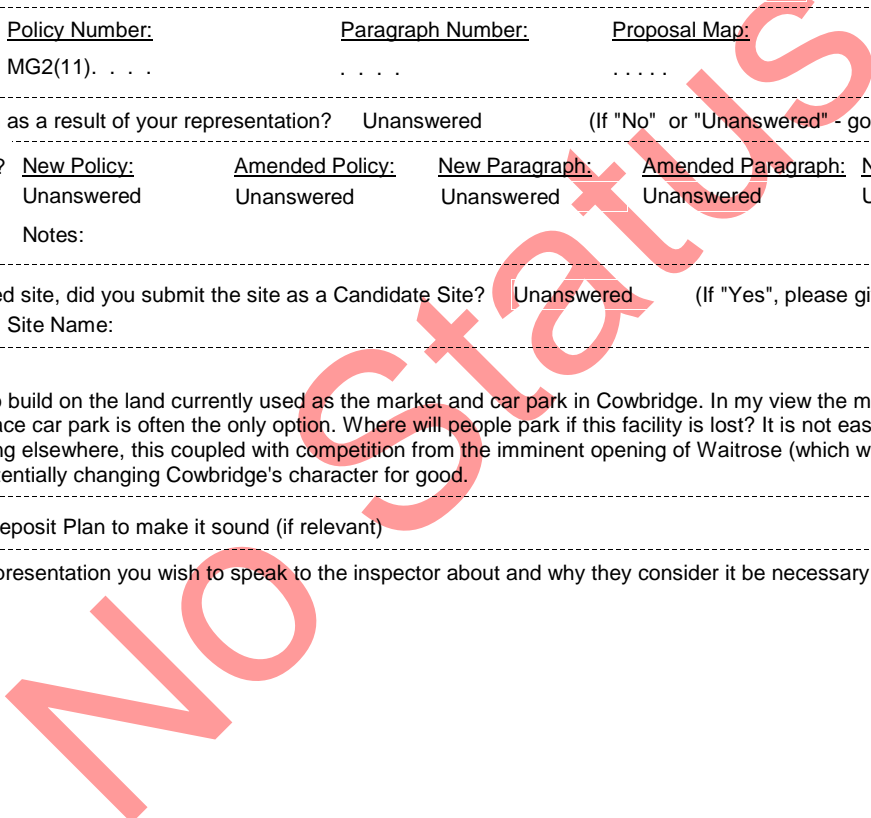 Policy Number: Paragraph Number: Proposal Map:
MG2(11). . . . . . . . . . . . .
as a result of your representation? Unanswered (If "No" or "Unanswered" - go
? New Policy: Amended Policy: New Paragraph: Amended Paragraph: N
Unanswered Unanswered Unanswered Unanswered U
Notes:
ed site, did you submit the site as a Candidate Site? Unanswered (If "Yes", please gi
Site Name:
o build on the land currently used as the market and car park in Cowbridge. In my view the m
ace car park is often the only option. Where will people park if this facility is lost? It is not eas
ng elsewhere, this coupled with competition from the imminent opening of Waitrose (which w
tentially changing Cowbridge's character for good.
eposit Plan to make it sound (if relevant)
presentation you wish to speak to the inspector about and why they consider it be necessary
No Status